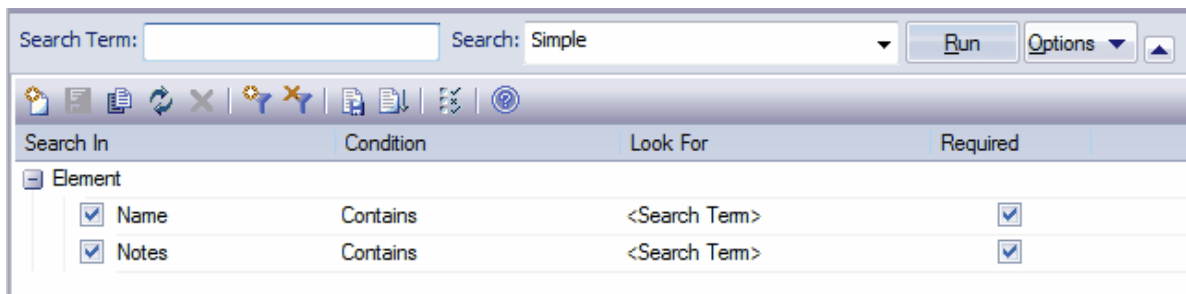 Search Term: Search: Simple Run Options
Search In Condition Look For Required
Element
Name Contains <Search Term>
Notes Contains <Search Term>